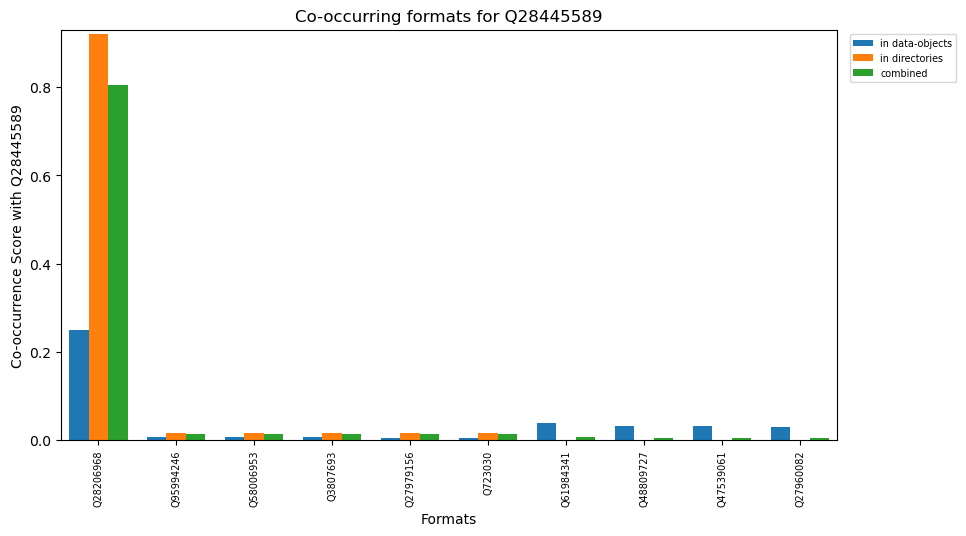 Co-occurring formats for Q28445589
in data-objects
in directories
combined
Co-occurrence Score with Q28445589
0.8
0.6
0.4
0.2
0.0
Q28206968
Q95994246
Q58006953
Q3807693
Q27979156
Q723030
Q61984341
Q48809727
Q47539061
Q27960082
Formats